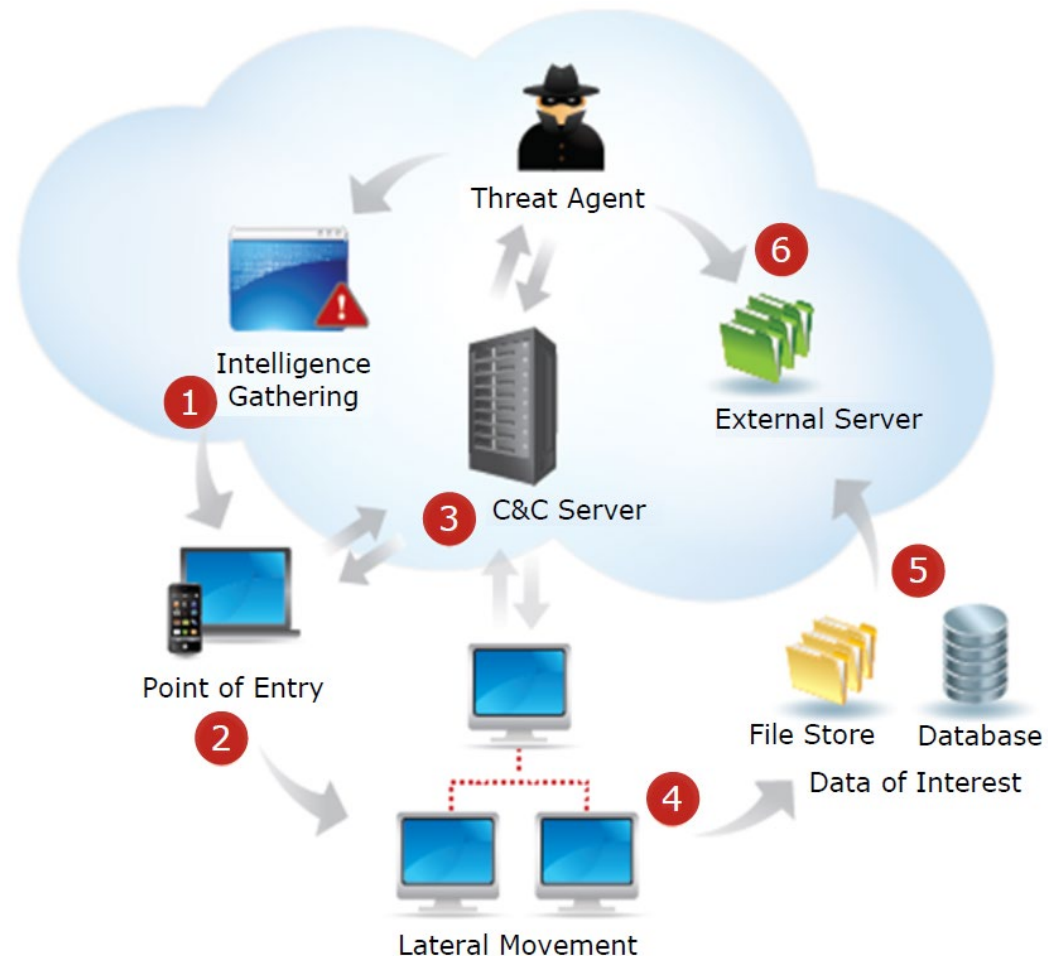 Threat Agent
6
Intelligence
Gathering
1
External Server
C&C Server
3
5
Point of Entry
2
File Store
Database
Data of Interest
4
Lateral Movement